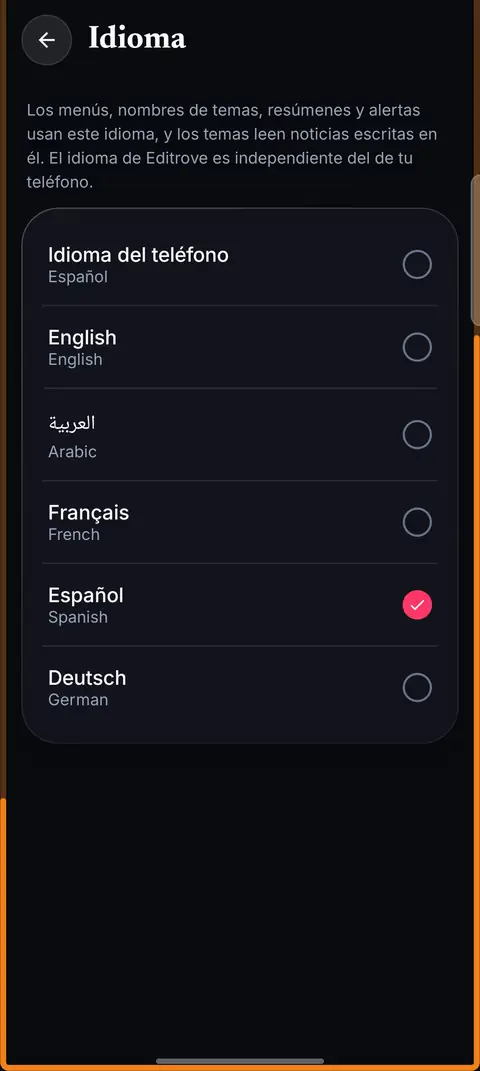 Idioma
Los menús, nombres de temas, resúmenes y alertas
usan este idioma, y los temas leen noticias escritas en
él. El idioma de Editrove es independiente del de tu
teléfono.
Idioma del teléfono
Español
English
English
العربية
Arabic
Français
French
Español
Spanish
Deutsch
German